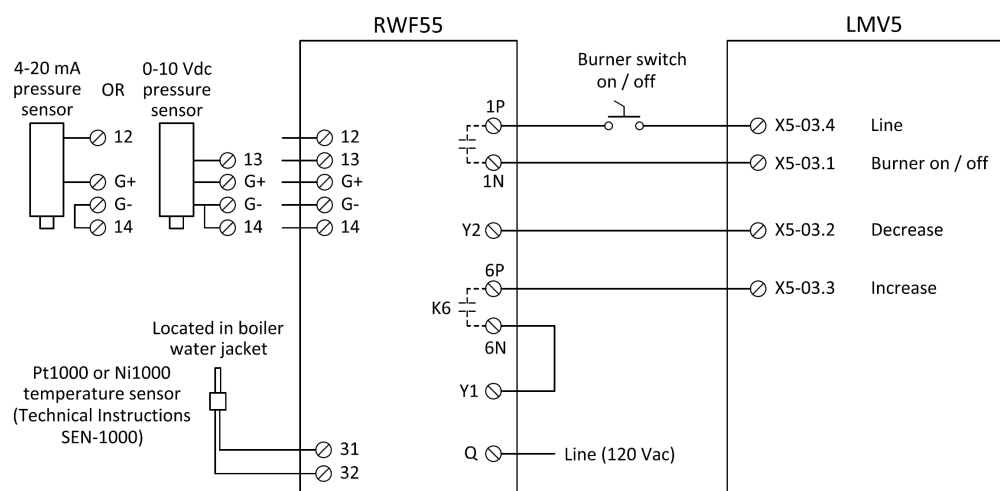 RWF55
LMV5
4-20 mA
pressure
sensor
OR
0-10 Vdc
pressure
sensor
12
G+
G-
14
13
G+
G-
14
12
13
G+
G-
14
Burner switch
on / off
1P
1N
Y2
6P
K6
6N
Y1
Q
Line (120 Vac)
X5-03.4 Line
X5-03.1 Burner on / off
X5-03.2 Decrease
X5-03.3 Increase
Located in boiler
water jacket
Pt1000 or Ni1000
temperature sensor
(Technical Instructions
SEN-1000)
31
32